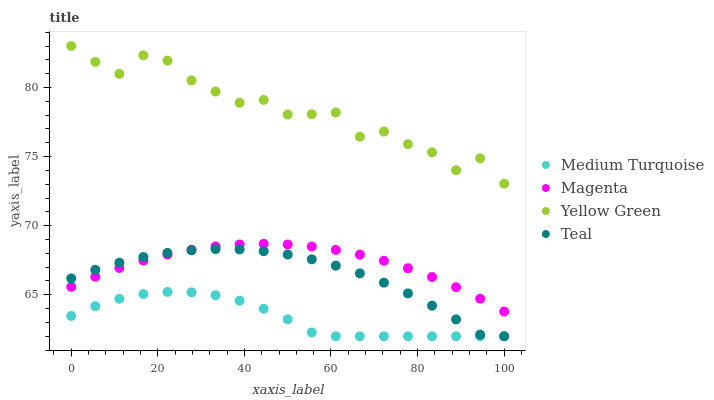 title
yaxis_label
80
75
70
65
0
20
40
60
80
100
xaxis_label
Medium Turquoise
Magenta
Yellow Green
Teal